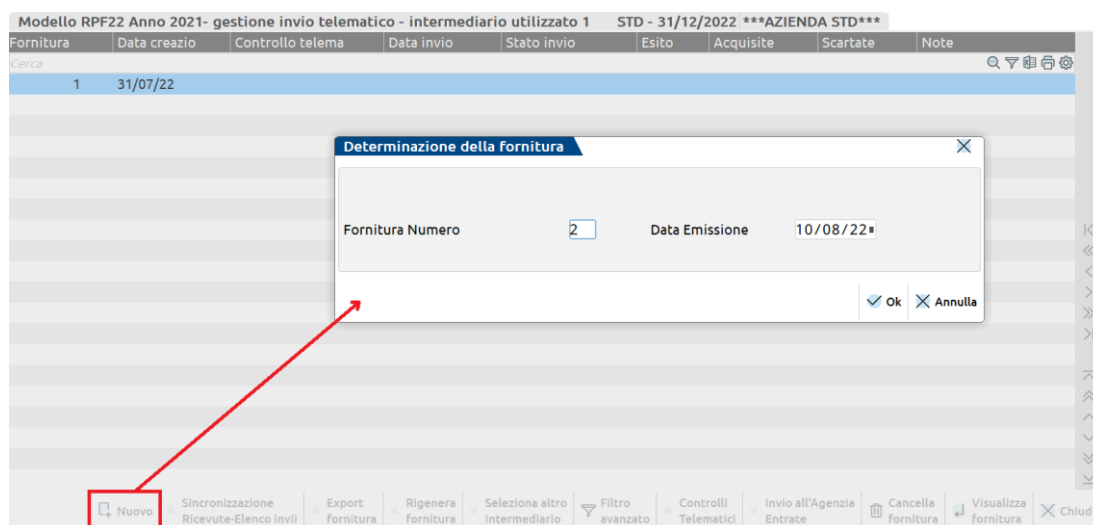 Modello RPF22 Anno 2021- gestione invio telematico - intermediario utilizzato 1 STD - 31/12/2022 ***AZIENDA STD***
Fornitura Data creazio Controllo telema Data invio Stato invio Esito Acquisite Scartate Note
Cerca
1 31/07/22
Determinazione della fornitura
Fornitura Numero 2 Data Emissione 10/08/22
Ok Annulla
Nuovo
Sincronizzazione
Ricevute-Elenco invii
Export
fornitura
Rigenera
fornitura
Seleziona altro
intermediario
Filtro
avanzato
Controlli
Telematici
Invio all'Agenzia
Entrate
Cancella
fornitura
Visualizza
fornitura
Chiud